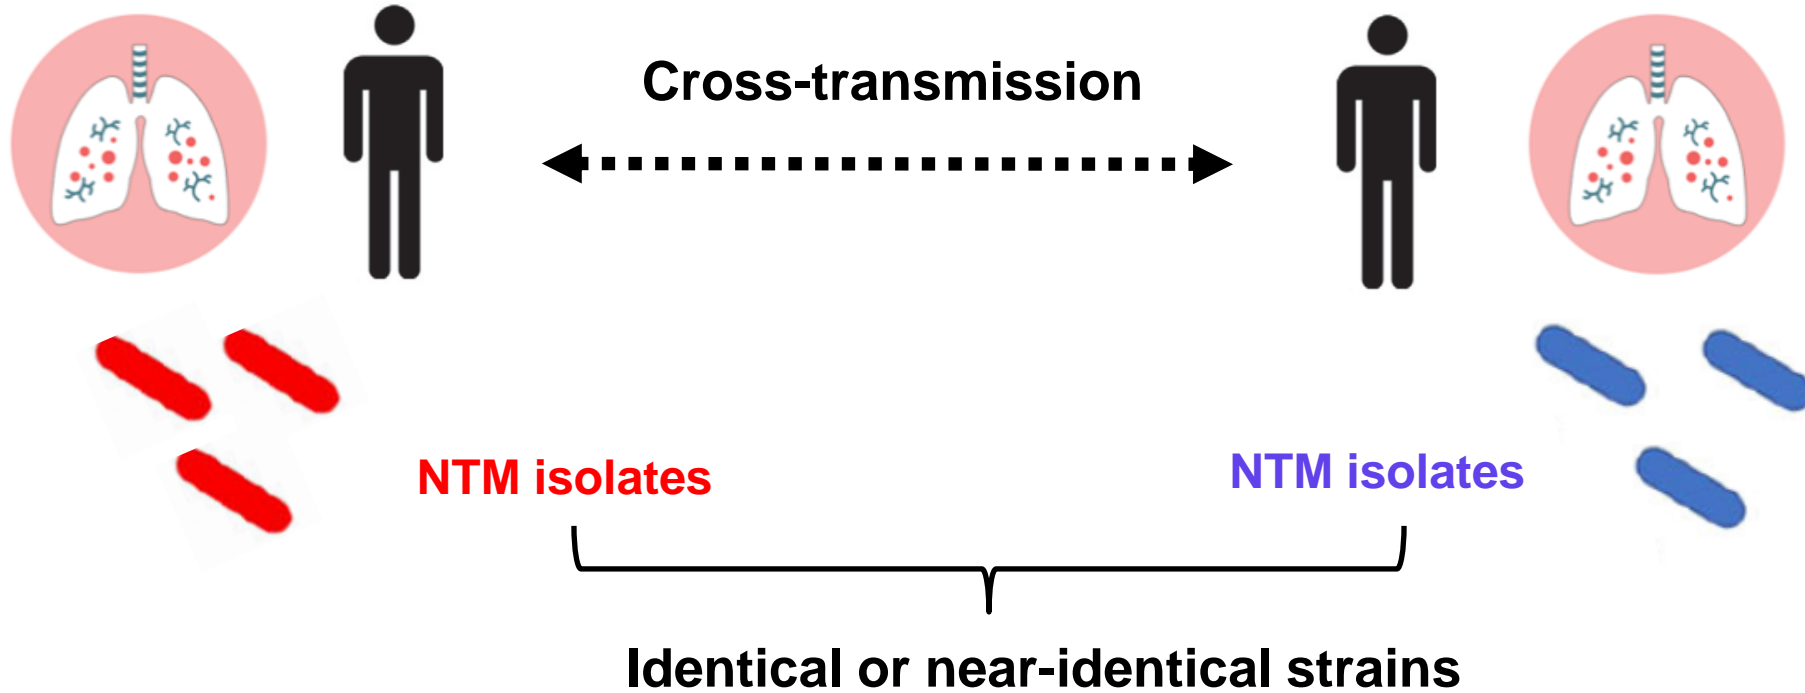 Cross-transmission
NTM isolates
NTM isolates
Identical or near-identical strains